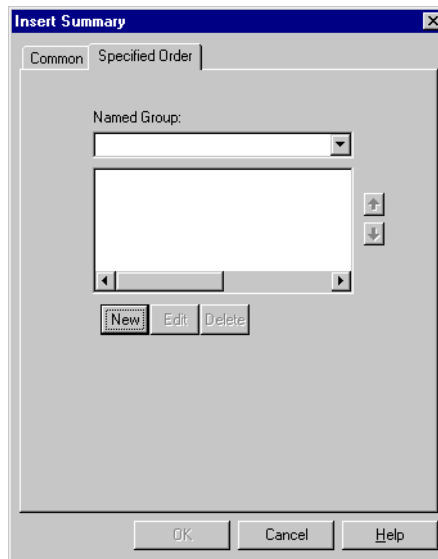 Insert Summary
Common Specified Order
Named Group:
New Edit Delete
OK Cancel Help